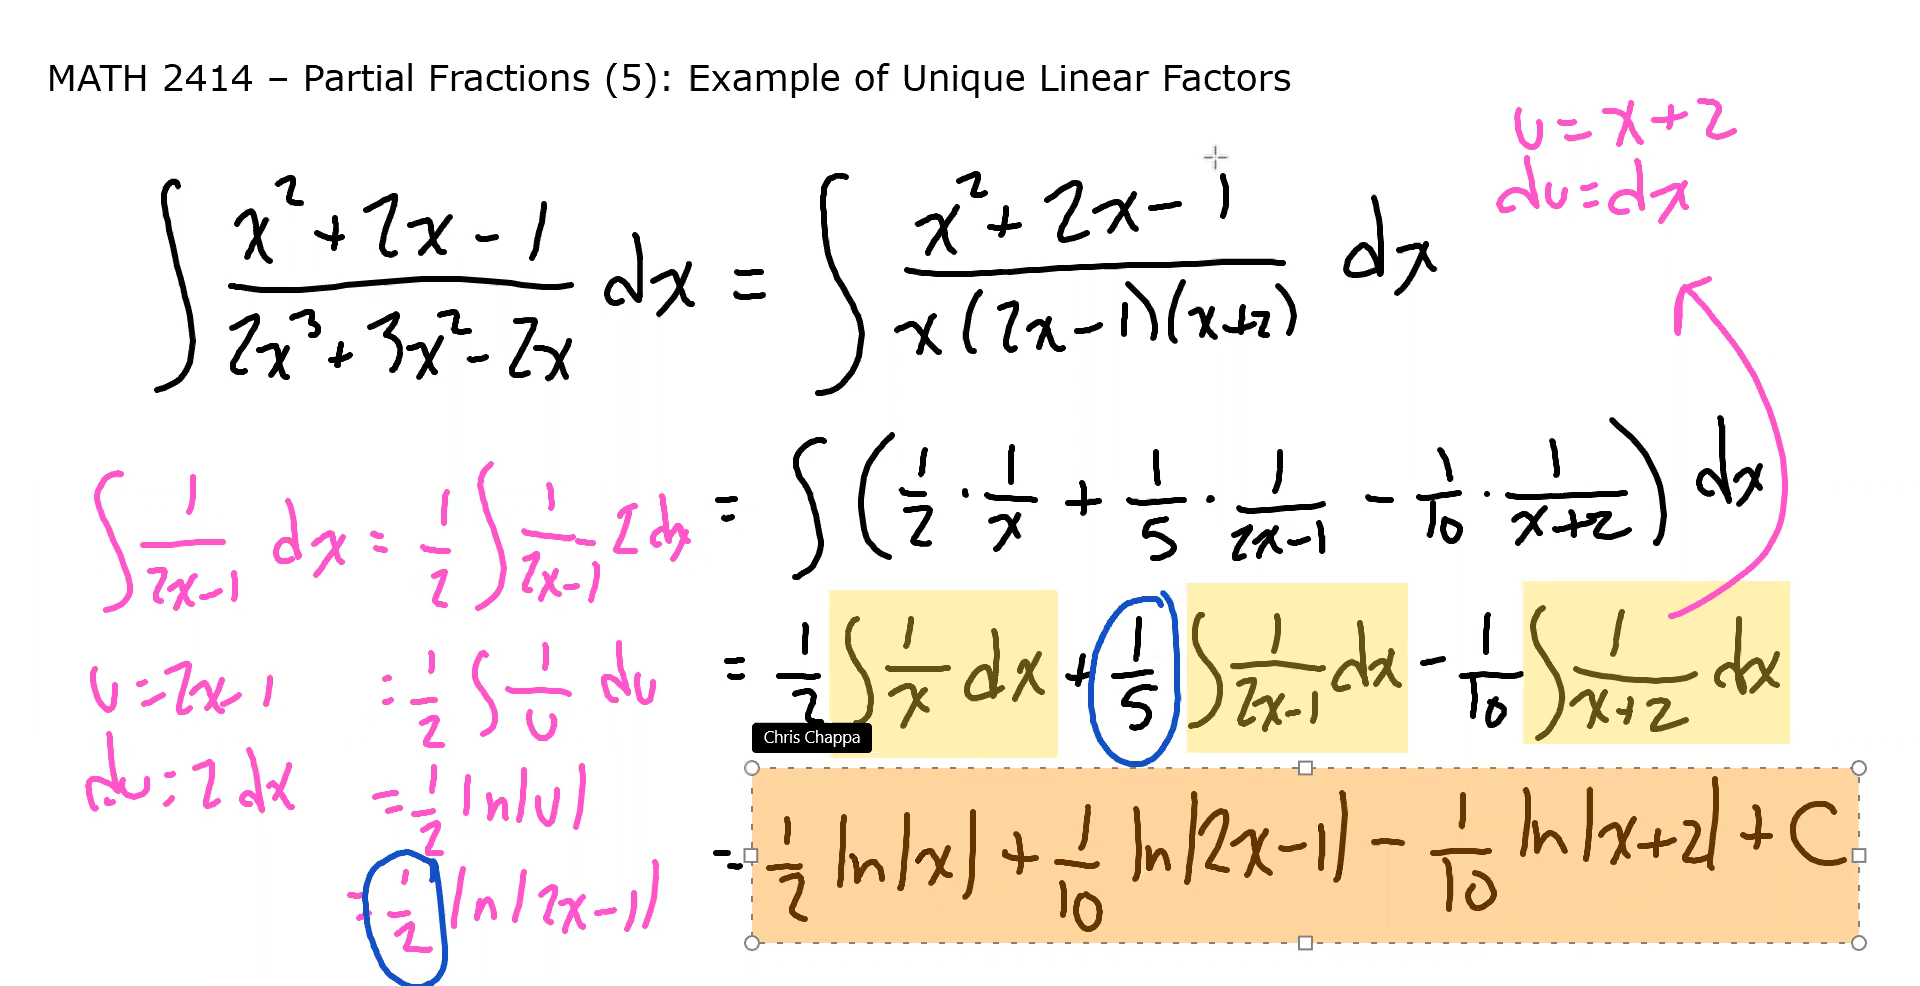 MATH 2414 – Partial Fractions (5): Example of Unique Linear Factors
u = x + 2
du = dx
∫ (x² + 2x - 1)/(2x³ + 3x² - 2x) dx = ∫ (x² + 2x - 1)/(x(2x-1)(x+2)) dx
= ∫ (1/2 · 1/x + 1/5 · 1/(2x-1) - 1/10 · 1/(x+2)) dx
= 1/2 ∫ 1/x dx + 1/5 ∫ 1/(2x-1) dx - 1/10 ∫ 1/(x+2) dx
Chris Chappa
= 1/2 ln|x| + 1/10 ln|2x-1| - 1/10 ln|x+2| + C
∫ 1/(2x-1) dx = 1/2 ∫ 1/(2x-1) 2 dx
u = 2x-1
du = 2 dx
= 1/2 ∫ 1/u du
= 1/2 ln|u|
= 1/2 ln|2x-1|